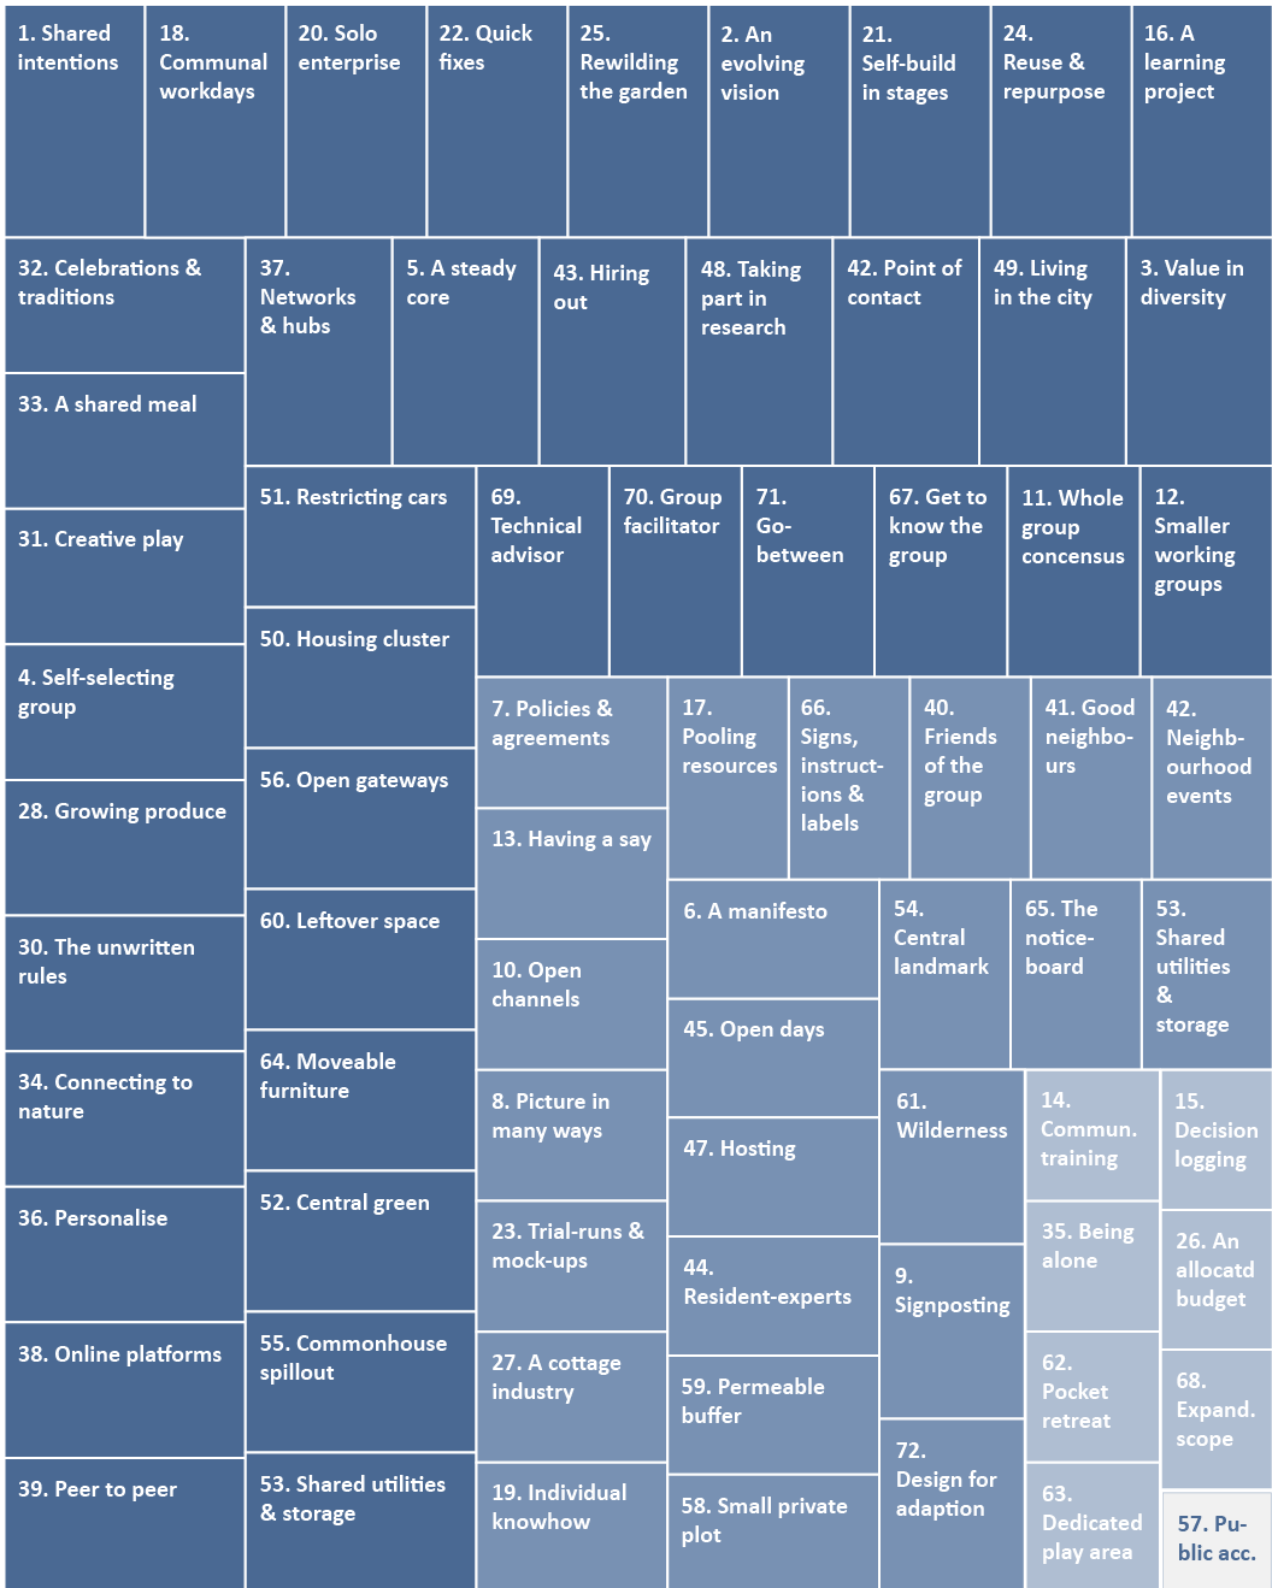 1. Shared
intentions
18.
Communal
workdays
20. Solo
enterprise
22. Quick
fixes
25.
Rewilding
the garden
2. An
evolving
vision
21.
Self-build
in stages
24.
Reuse &
repurpose
16. A
learning
project
32. Celebrations &
traditions
37.
Networks
& hubs
5. A steady
core
43. Hiring
out
48. Taking
part in
research
42. Point of
contact
49. Living
in the city
3. Value in
diversity
33. A shared meal
31. Creative play
4. Self-selecting
group
28. Growing produce
30. The unwritten
rules
34. Connecting to
nature
36. Personalise
38. Online platforms
39. Peer to peer
51. Restricting cars
50. Housing cluster
56. Open gateways
60. Leftover space
64. Moveable
furniture
52. Central green
55. Commonhouse
spillout
53. Shared utilities
& storage
69.
Technical
advisor
70. Group
facilitator
71.
Go-
between
67. Get to
know the
group
11. Whole
group
concensus
12.
Smaller
working
groups
7. Policies &
agreements
13. Having a say
10. Open
channels
8. Picture in
many ways
23. Trial-runs &
mock-ups
27. A cottage
industry
19. Individual
knowhow
17.
Pooling
resources
66.
Signs,
instruct-
ions &
labels
40.
Friends
of the
group
41. Good
neighbo-
urs
42.
Neighb-
ourhood
events
6. A manifesto
45. Open days
47. Hosting
44.
Resident-experts
59. Permeable
buffer
58. Small private
plot
54.
Central
landmark
65. The
notice-
board
53.
Shared
utilities
&
storage
61.
Wilderness
9.
Signposting
72.
Design for
adaption
14.
Commun.
training
35. Being
alone
62.
Pocket
retreat
63.
Dedicated
play area
15.
Decision
logging
26. An
allocatd
budget
68.
Expand.
scope
57. Pu-
blic acc.